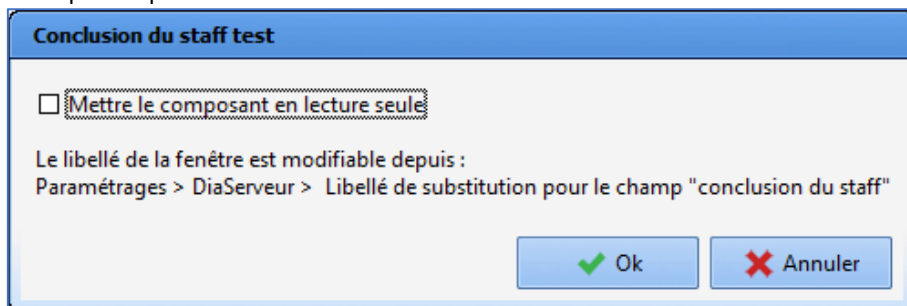 Conclusion du staff test
Mettre le composant en lecture seule
Le libellé de la fenêtre est modifiable depuis :
Paramétrages > DiaServeur > Libellé de substitution pour le champ "conclusion du staff"
Ok
Annuler